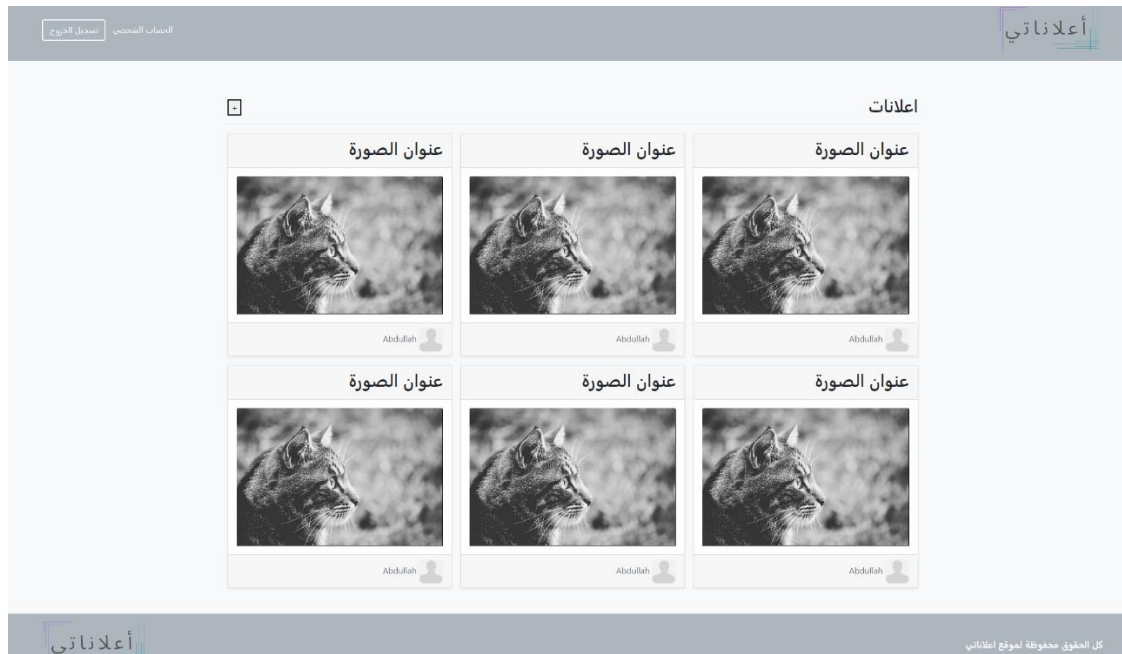 أعلاناتي
الحساب الشخصي تسجيل الخروج
اعلانات
+
عنوان الصورة
عنوان الصورة
عنوان الصورة
Abdullah
Abdullah
Abdullah
عنوان الصورة
عنوان الصورة
عنوان الصورة
Abdullah
Abdullah
Abdullah
كل الحقوق محفوظة لموقع اعلاناتي
أعلاناتي